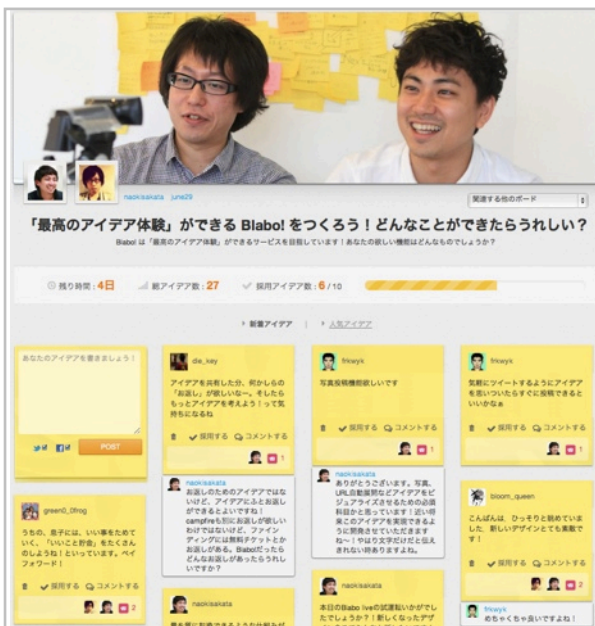 naokisakata june29
関連する他のボード
「最高のアイデア体験」ができる Blabo! をつくろう！どんなことができたらうれしい？
Blabo! は「最高のアイデア体験」ができるサービスを目指しています！あなたの欲しい機能はどんなものでしょうか？
残り時間：4日
総アイデア数：27
採用アイデア数：6 / 10
新着アイデア
人気アイデア
あなたのアイデアを書きましょう！
POST
green0_0frog
うちの、息子には、いい事をためて
いく、「いいこと貯金」をたくさん
のしようね！といっています。ペイ
フォワード！
採用する コメントする
2
die_key
アイデアを共有した分、何かしらの
「お返し」が欲しいなー。そしたら
もっとアイデアを考えよう！って気
持ちになるね
採用する コメントする
1
naokisakata
お返しのためのアイデアではな
いけど、アイデアにふとお返し
ができるとよいですね！
campfireも別にお返しが欲しい
わけではないけど、ファイン
ディングには無料チケットとか
お返しがある。Blabo!だったら
どんなお返しがあったらうれし
いですか？
naokisakata
frkwyk
写真投稿機能欲しいです
採用する コメントする
1
naokisakata
ありがとうございます。写真、
URL自動展開などアイデアをビ
ジュアライズさせるための必須
科目かと思っています！近い将
来このアイデアを実現できるよ
うに開発させていただきます
ね〜！やはり文字だけだと伝え
きれない時ありますよね。
naokisakata
本日のBlabo liveの試運転いかがでし
たでしょうか？！新しくなったデザ
frkwyk
気軽にツイートするようにアイデア
を思いついたらすぐに投稿できると
いいかなぁ
採用する コメントする
1
bloom_queen
こんばんは、ひっそりと眺めていま
した 新しいデザインとても素敵で
す！
採用する コメントする
2
frkwyk
めちゃくちゃ良いですよね！